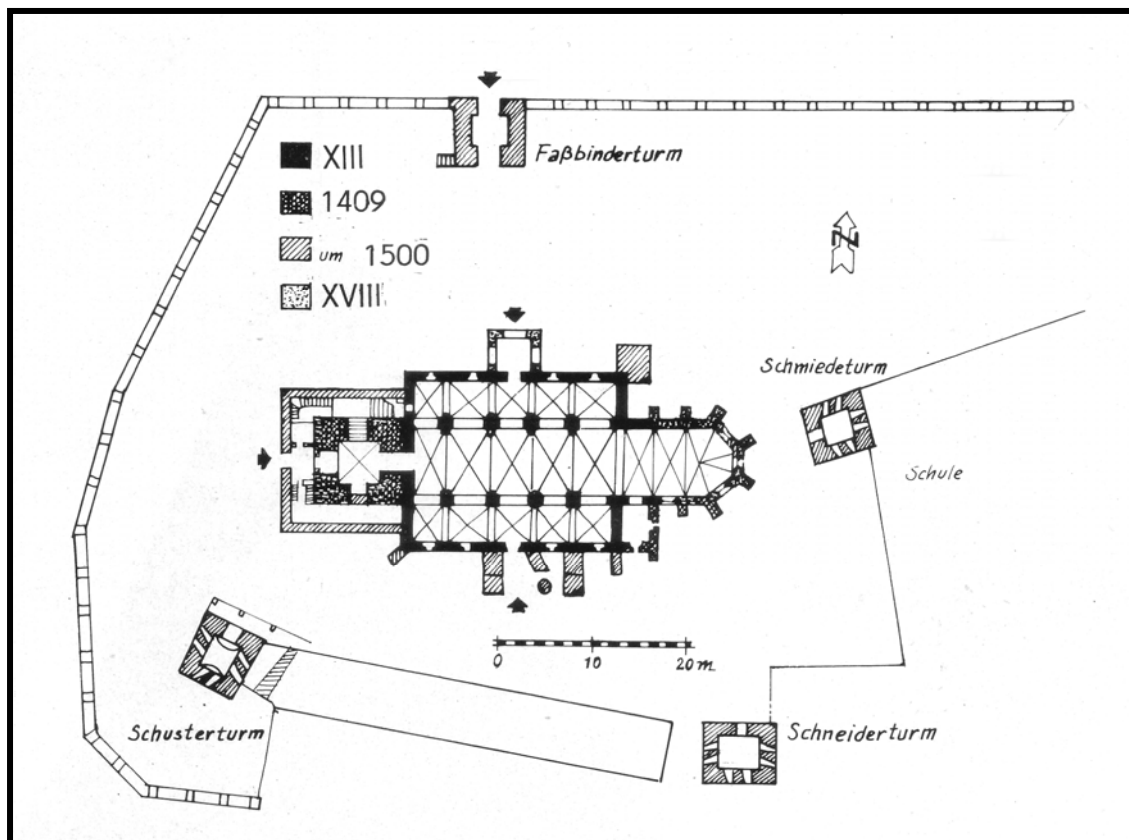 Faßbinderturm
XIII
1409
um 1500
XVIII
N
Schmiedeturm
Schule
0 10 20 m.
Schusterturm
Schneiderturm